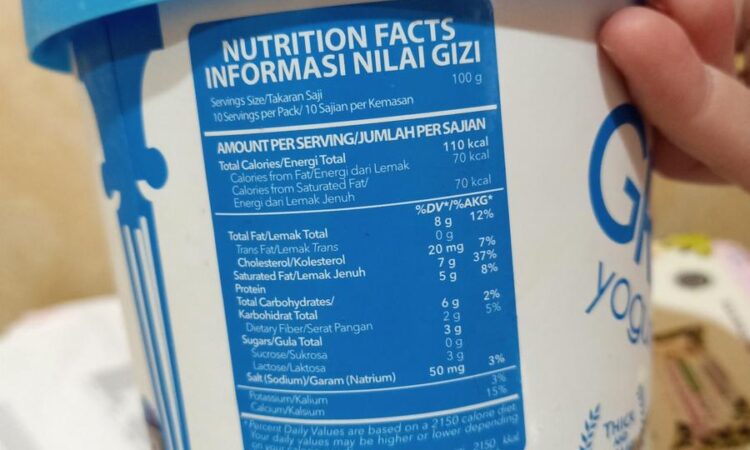 NUTRITION FACTS
INFORMASI NILAI GIZI
Servings Size/Takaran Saji 100 g
10 Servings per Pack/ 10 Sajian per Kemasan
AMOUNT PER SERVING/JUMLAH PER SAJIAN
Total Calories/Energi Total 110 kcal
Calories from Fat/Energi dari Lemak 70 kcal
Calories from Saturated Fat/
Energi dari Lemak Jenuh 70 kcal
%DV*/%AKG*
Total Fat/Lemak Total 8 g 12%
Trans Fat/Lemak Trans 0 g
Cholesterol/Kolesterol 20 mg 7%
Saturated Fat/Lemak Jenuh 7 g 37%
Protein 5 g 8%
Total Carbohydrates/
Karbohidrat Total 6 g 2%
Dietary Fiber/Serat Pangan 2 g 5%
Sugars/Gula Total 3 g
Sucrose/Sukrosa 0 g
Lactose/Laktosa 3 g
Salt (Sodium)/Garam (Natrium) 50 mg 3%
Potassium/Kalium 3%
Calcium/Kalsium 15%
*Percent Daily Values are based on a 2150 calorie diet.
Your daily values may be higher or lower depending
2150 kkal
G
yog
THICK